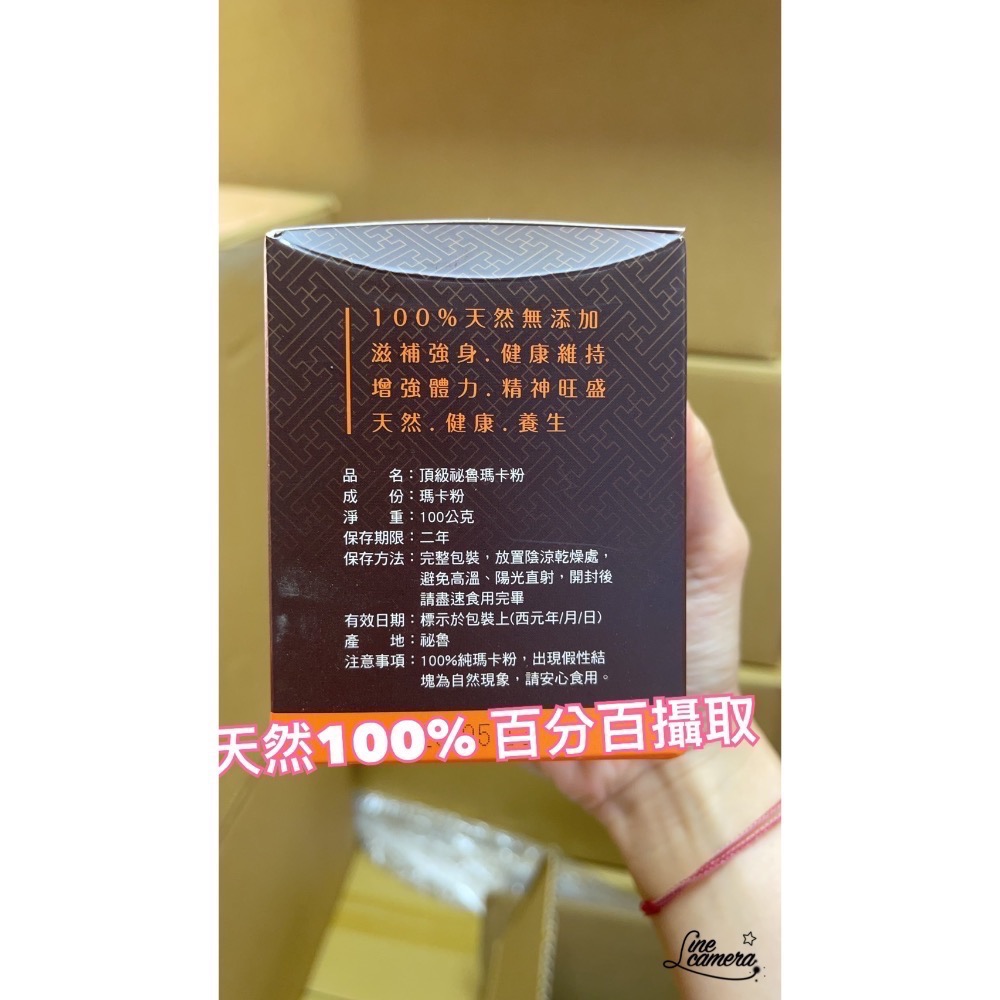 100%天然無添加
滋補強身.健康維持
增強體力.精神旺盛
天然.健康.養生
品　　名：頂級祕魯瑪卡粉
成　　份：瑪卡粉
淨　　重：100公克
保存期限：二年
保存方法：完整包裝，放置陰涼乾燥處，
避免高溫、陽光直射，開封後
請盡速食用完畢
有效日期：標示於包裝上(西元年/月/日)
產　　地：祕魯
注意事項：100%純瑪卡粉，出現假性結
塊為自然現象，請安心食用。
天然100% 百分百攝取
Line
camera